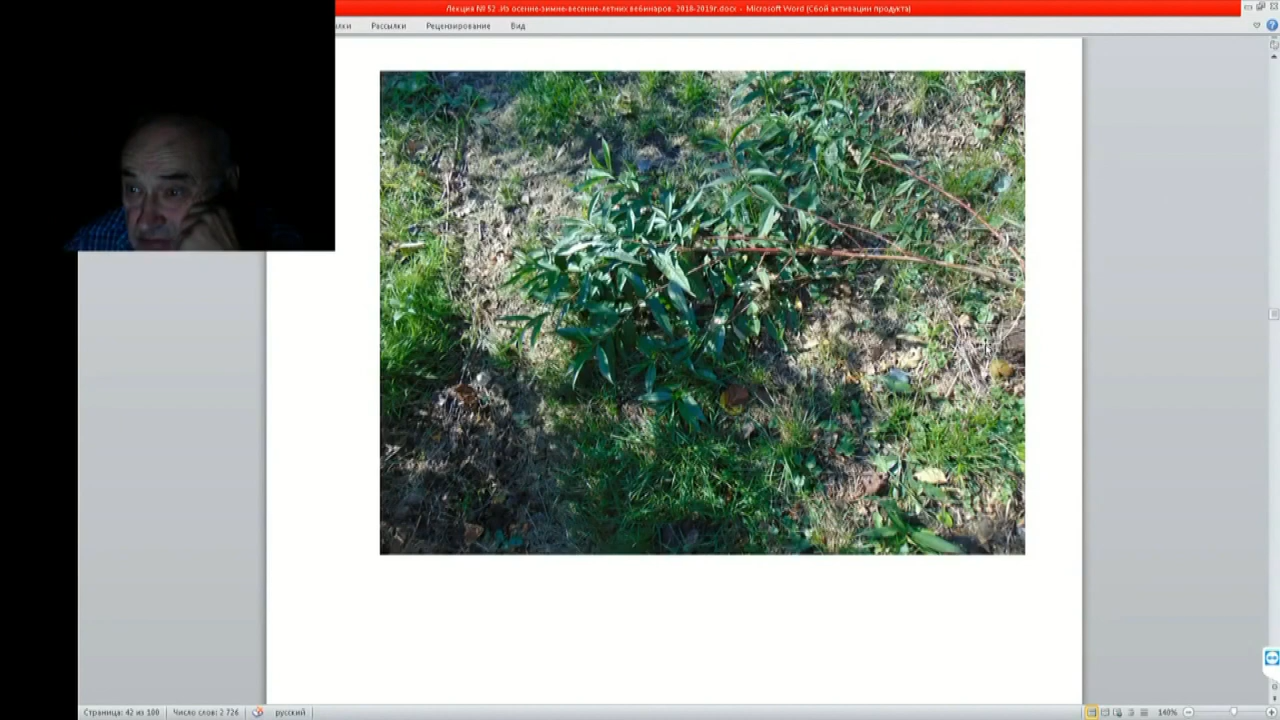 Лекция № 52 .Из осенне-зимне-весенне-летних вебинаров. 2018-2019г.docx - Microsoft Word (Сбой активации продукта)
лки Рассылки Рецензирование Вид
Страница: 42 из 100 Число слов: 2 726 русский 140%